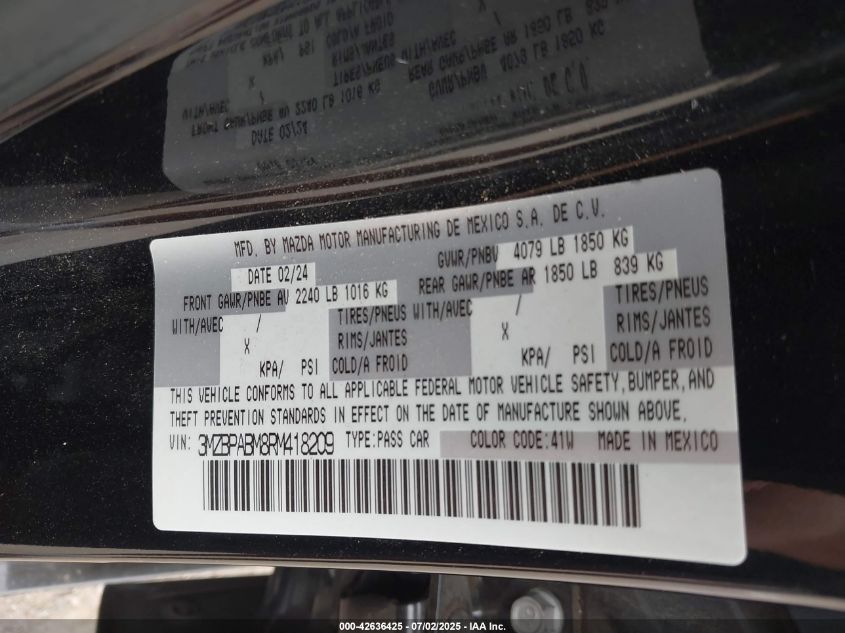 MFD. BY MAZDA MOTOR MANUFACTURING DE MEXICO S.A. DE C.V.
DATE 02/24 GVWR/PNBV 4079 LB 1850 KG
FRONT GAWR/PNBE AV 2240 LB 1016 KG REAR GAWR/PNBE AR 1850 LB 839 KG
WITH/AVEC / TIRES/PNEUS WITH/AVEC / TIRES/PNEUS
X RIMS/JANTES X RIMS/JANTES
KPA/ PSI COLD/A FROID KPA/ PSI COLD/A FROID
THIS VEHICLE CONFORMS TO ALL APPLICABLE FEDERAL MOTOR VEHICLE SAFETY, BUMPER, AND
THEFT PREVENTION STANDARDS IN EFFECT ON THE DATE OF MANUFACTURE SHOWN ABOVE.
VIN: 3MZBPABM8RM418209 TYPE:PASS CAR COLOR CODE:41W MADE IN MEXICO
000-42636425 - 07/02/2025 - IAA Inc.